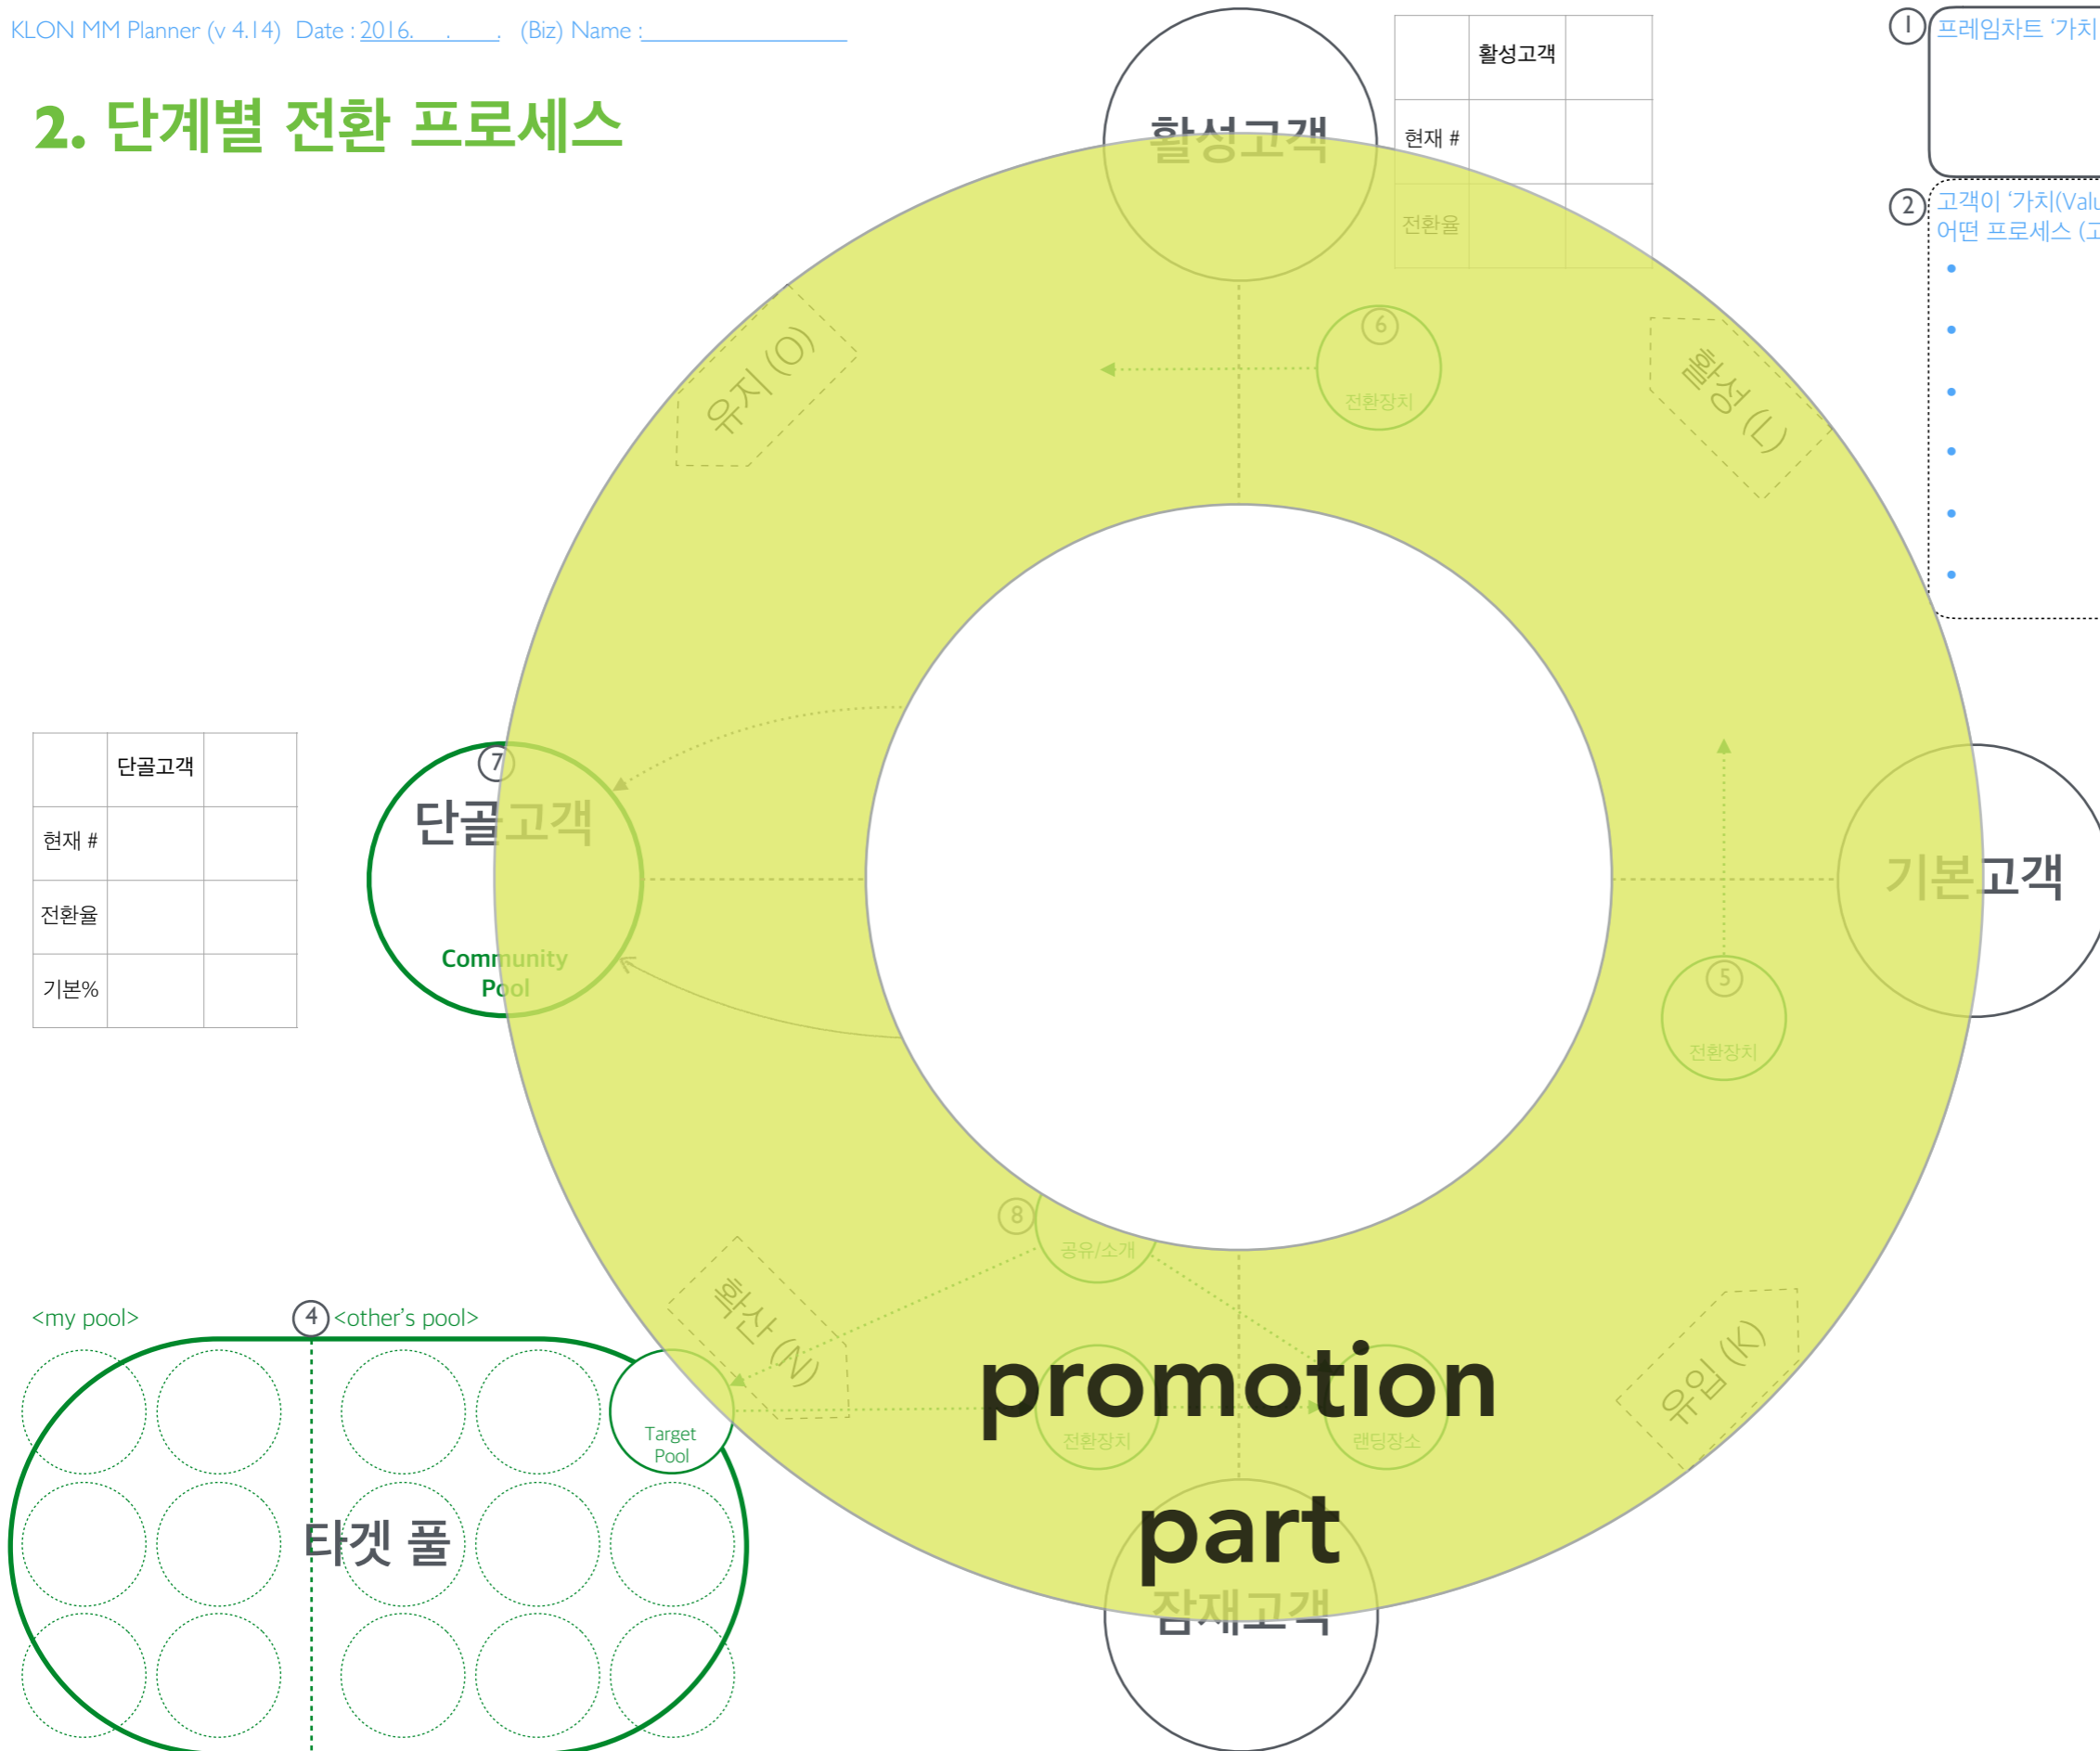 KLON MM Planner (v 4.14) Date : 2016. . . (Biz) Name :
2. 단계별 전환 프로세스
활성고객
활성고객
현재 #
전환율
① 프레임차트 ‘가치
② 고객이 ‘가치(Valu
어떤 프로세스 (고
•
•
•
•
•
•
유지 (O)
⑥
전환장치
활성 (L)
단골고객
현재 #
전환율
기본%
⑦
단골고객
Community
Pool
기본고객
⑤
전환장치
⑧
공유/소개
확산 (N)
유입 (K)
<my pool> ④ <other's pool>
Target
Pool
타겟 풀
promotion
전환장치
랜딩장소
part
잠재고객